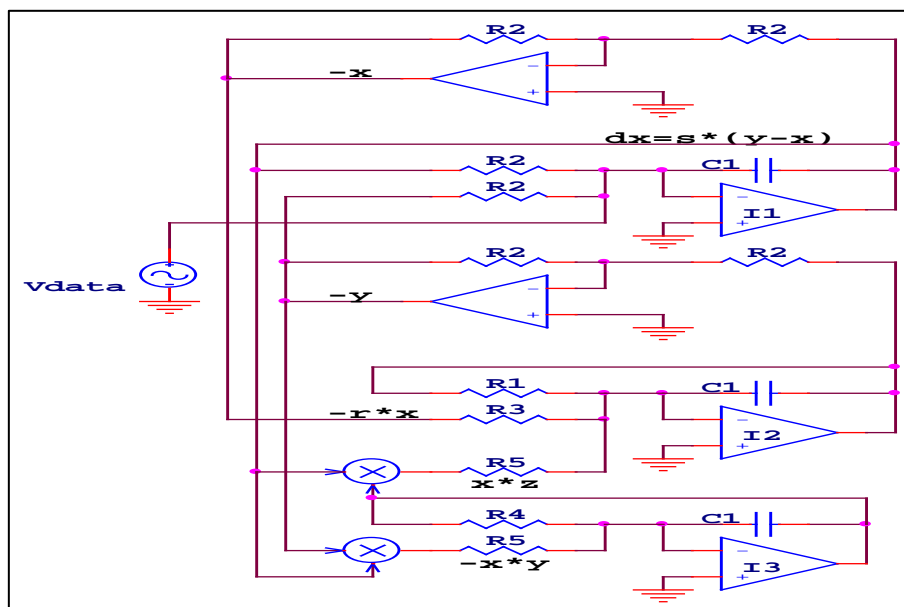 R2 R2
-x
dx=s*(y-x)
R2 C1
R2
I1
R2 R2
Vdata
-y
R1 C1
-r*x R3
I2
R5
x*z
R4 C1
R5
-x*y I3